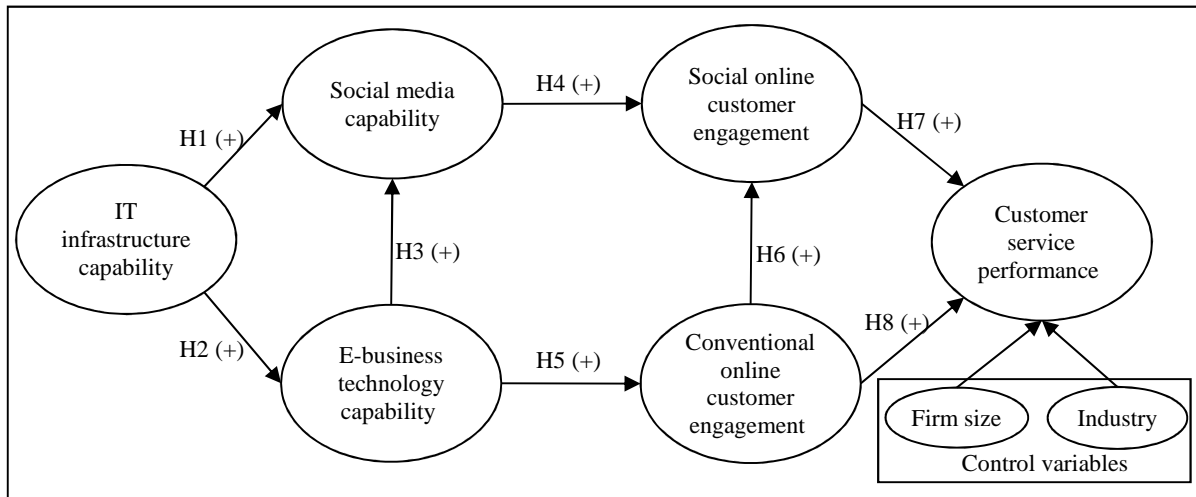 Social media
capability
H4 (+)
Social online
customer
engagement
H1 (+)
H7 (+)
IT
infrastructure
capability
H3 (+)
H6 (+)
Customer
service
performance
H2 (+)
E-business
technology
capability
H5 (+)
Conventional
online
customer
engagement
H8 (+)
Firm size
Industry
Control variables